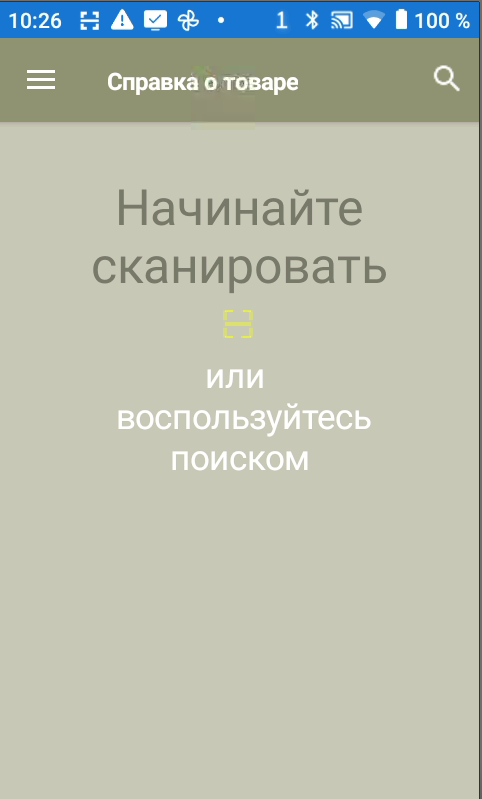 10:26 1 100 %
Справка о товаре
Начинайте
сканировать
или
воспользуйтесь
поиском